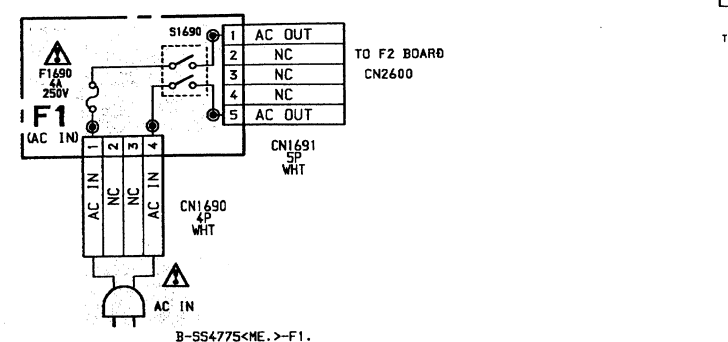 S1690
1 AC OUT
2 NC
3 NC
4 NC
5 AC OUT
TO F2 BOARD
CN2600
F1690
4A
250V
F1
(AC IN)
CN1691
5P
WHT
1 2 3 4
AC IN
NC
NC
AC IN
CN1690
4P
WHT
AC IN
B-SS4775<ME.>-F1.
T